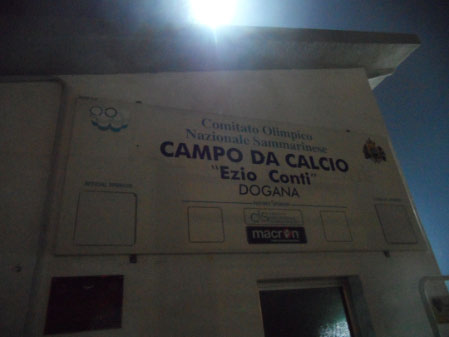 Comitato Olimpico
Nazionale Sammarinese
CAMPO DA CALCIO
"Ezio Conti"
DOGANA
macron